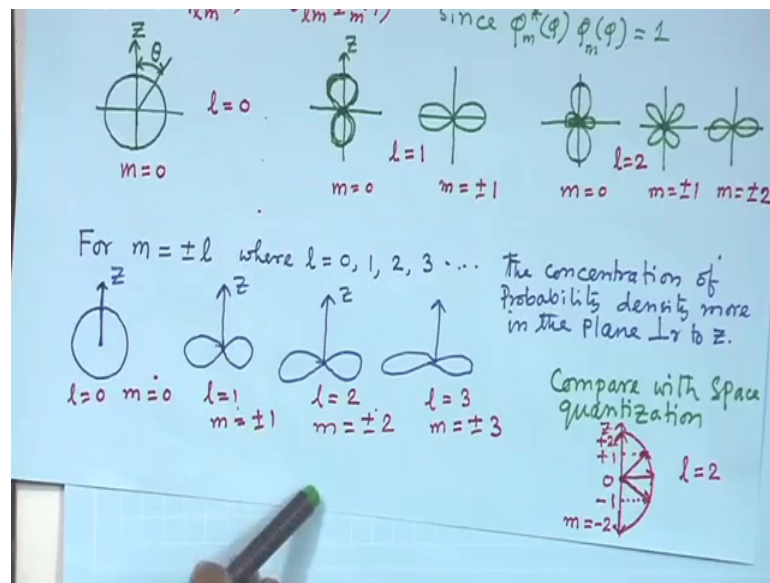 since φ*m(φ) φm(φ) = 1
Z
θ
l=0
m=0
Z
l=1
m=0 m=±1
l=2
m=0 m=±1 m=±2
For m = ±l where l=0, 1, 2, 3 ....
The concentration of
Probability density more
in the plane ⊥r to Z.
Z
l=0 m=0
Z
l=1
m=±1
Z
l=2
m=±2
l=3
m=±3
Compare with Space
quantization
Z
+2
+1
0
-1
m=-2
l=2